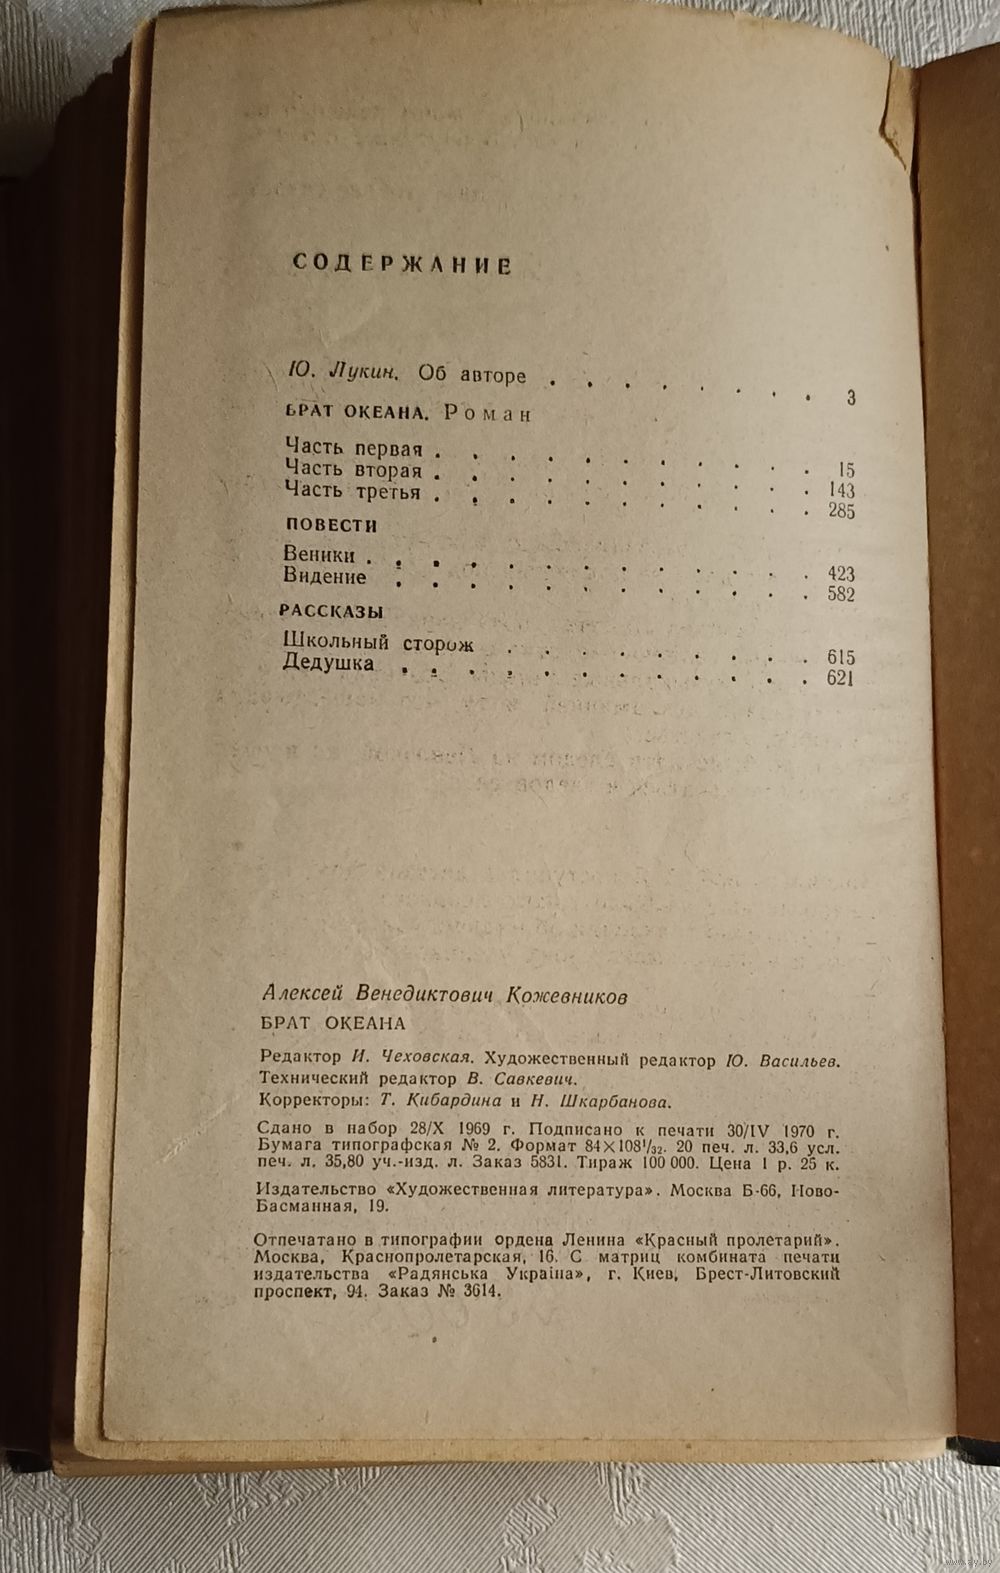 СОДЕРЖАНИЕ
Ю. Лукин. Об авторе . . . . . . . . 3
БРАТ ОКЕАНА. Роман
Часть первая . . . . . . . . . . . 15
Часть вторая . . . . . . . . . . . 143
Часть третья . . . . . . . . . . . 285
ПОВЕСТИ
Веники . . . . . . . . . . . . . 423
Видение . . . . . . . . . . . . 582
РАССКАЗЫ
Школьный сторож . . . . . . . . . 615
Дедушка . . . . . . . . . . . . 621
Алексей Венедиктович Кожевников
БРАТ ОКЕАНА
Редактор И. Чеховская. Художественный редактор Ю. Васильев.
Технический редактор В. Савкевич.
Корректоры: Т. Кибардина и Н. Шкарбанова.
Сдано в набор 28/X 1969 г. Подписано к печати 30/IV 1970 г.
Бумага типографская № 2. Формат 84×108¹/₃₂. 20 печ. л. 33,6 усл.
печ. л. 35,80 уч.-изд. л. Заказ 5831. Тираж 100 000. Цена 1 р. 25 к.
Издательство «Художественная литература». Москва Б-66, Ново-
Басманная, 19.
Отпечатано в типографии ордена Ленина «Красный пролетарий».
Москва, Краснопролетарская, 16. С матриц комбината печати
издательства «Радянська Україна», г. Киев, Брест-Литовский
проспект, 94. Заказ № 3614.
www.ay.by